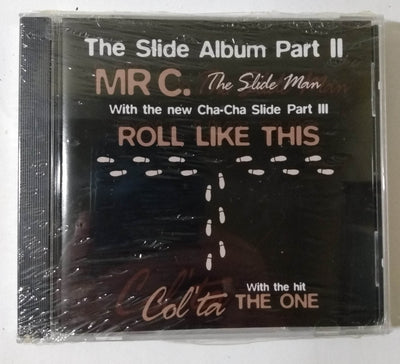 The Slide Album Part II
MR C. The Slide Man
With the new Cha-Cha Slide Part III
ROLL LIKE THIS
With the hit
Col'ta THE ONE